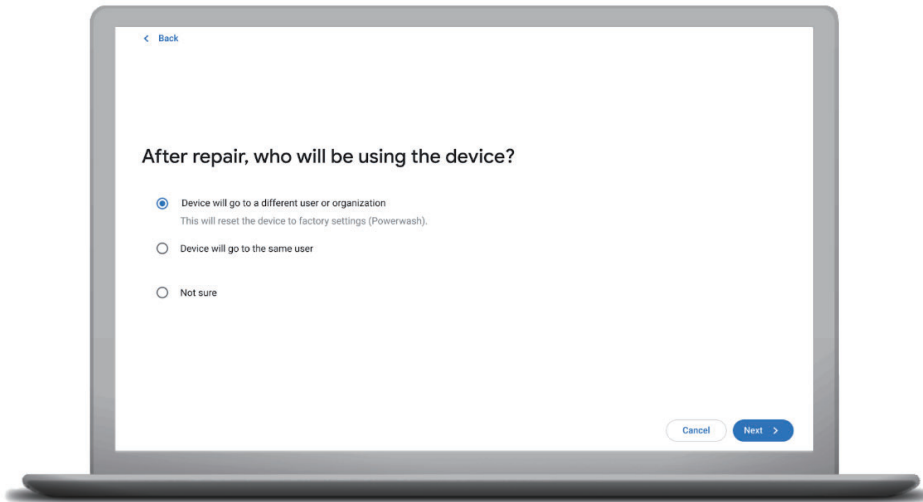 Back
After repair, who will be using the device?
Device will go to a different user or organization
This will reset the device to factory settings (Powerwash).
Device will go to the same user
Not sure
Cancel
Next